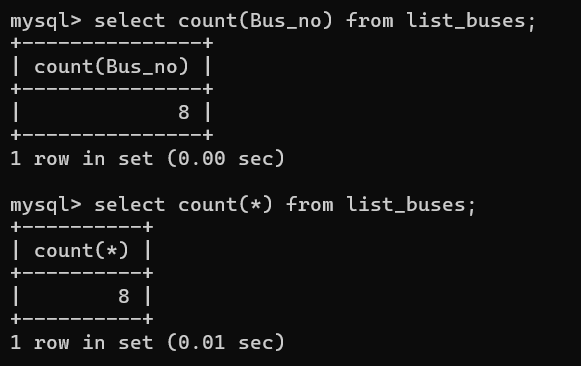 mysql> select count(Bus_no) from list_buses;
+---------------+
| count(Bus_no) |
+---------------+
|             8 |
+---------------+
1 row in set (0.00 sec)

mysql> select count(*) from list_buses;
+----------+
| count(*) |
+----------+
|        8 |
+----------+
1 row in set (0.01 sec)